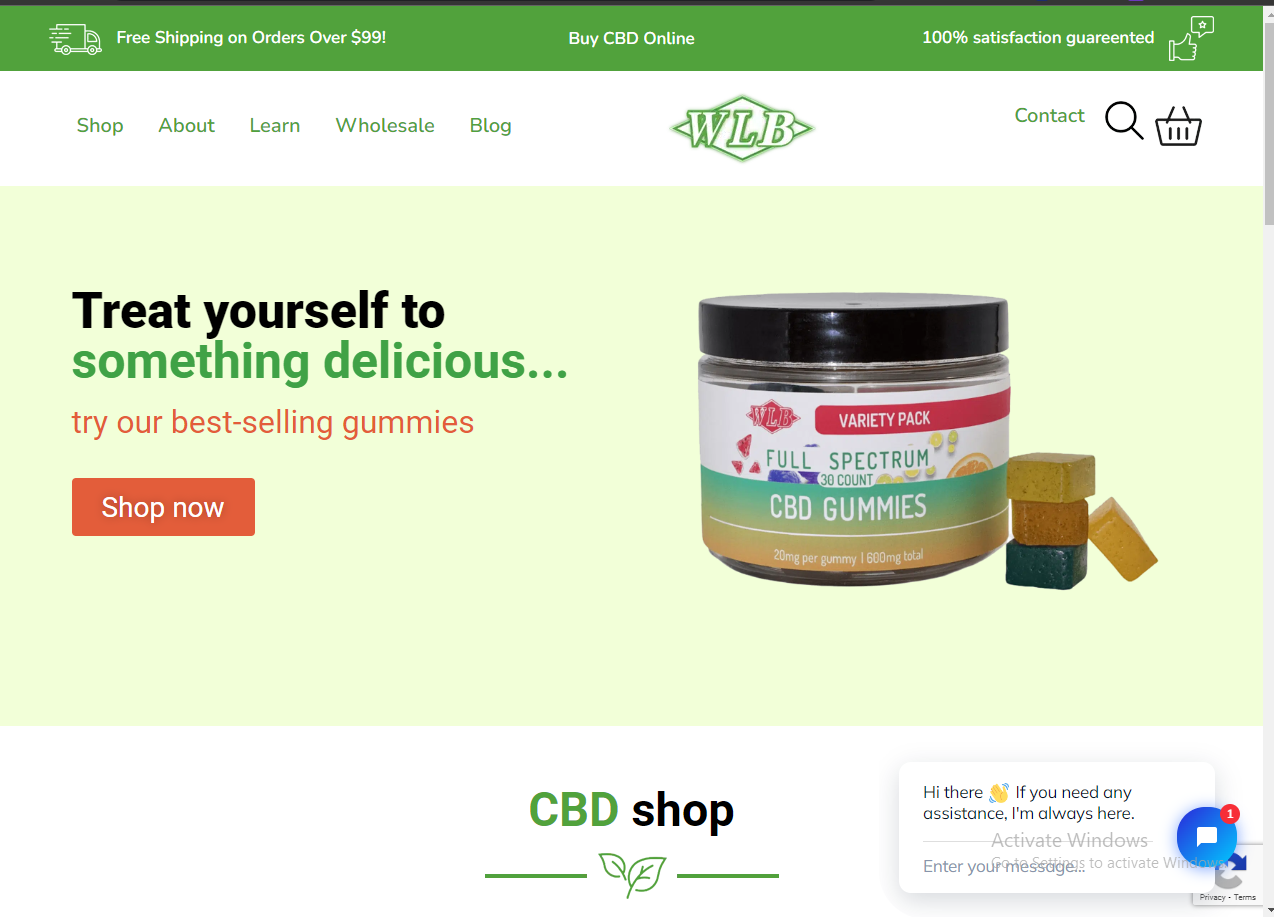 Free Shipping on Orders Over $99!
Buy CBD Online
100% satisfaction guareented
Shop
About
Learn
Wholesale
Blog
WLB
Contact
Treat yourself to
something delicious...
try our best-selling gummies
Shop now
WLB
VARIETY PACK
FULL SPECTRUM
30 COUNT
CBD GUMMIES
20mg per gummy | 600mg total
CBD shop
Hi there 👋 If you need any
assistance, I'm always here.
1
Activate Windows
Go to Settings to activate Windows.
Enter your message...
Privacy - Terms